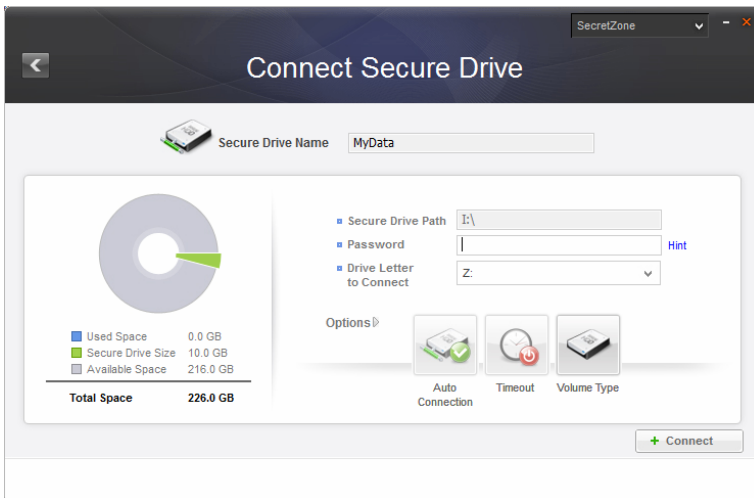 SecretZone
Connect Secure Drive
Secure Drive Name MyData
Secure Drive Path I:\
Password Hint
Drive Letter
to Connect Z:
Options
Used Space 0.0 GB
Secure Drive Size 10.0 GB
Available Space 216.0 GB
Total Space 226.0 GB
Auto
Connection
Timeout
Volume Type
+ Connect